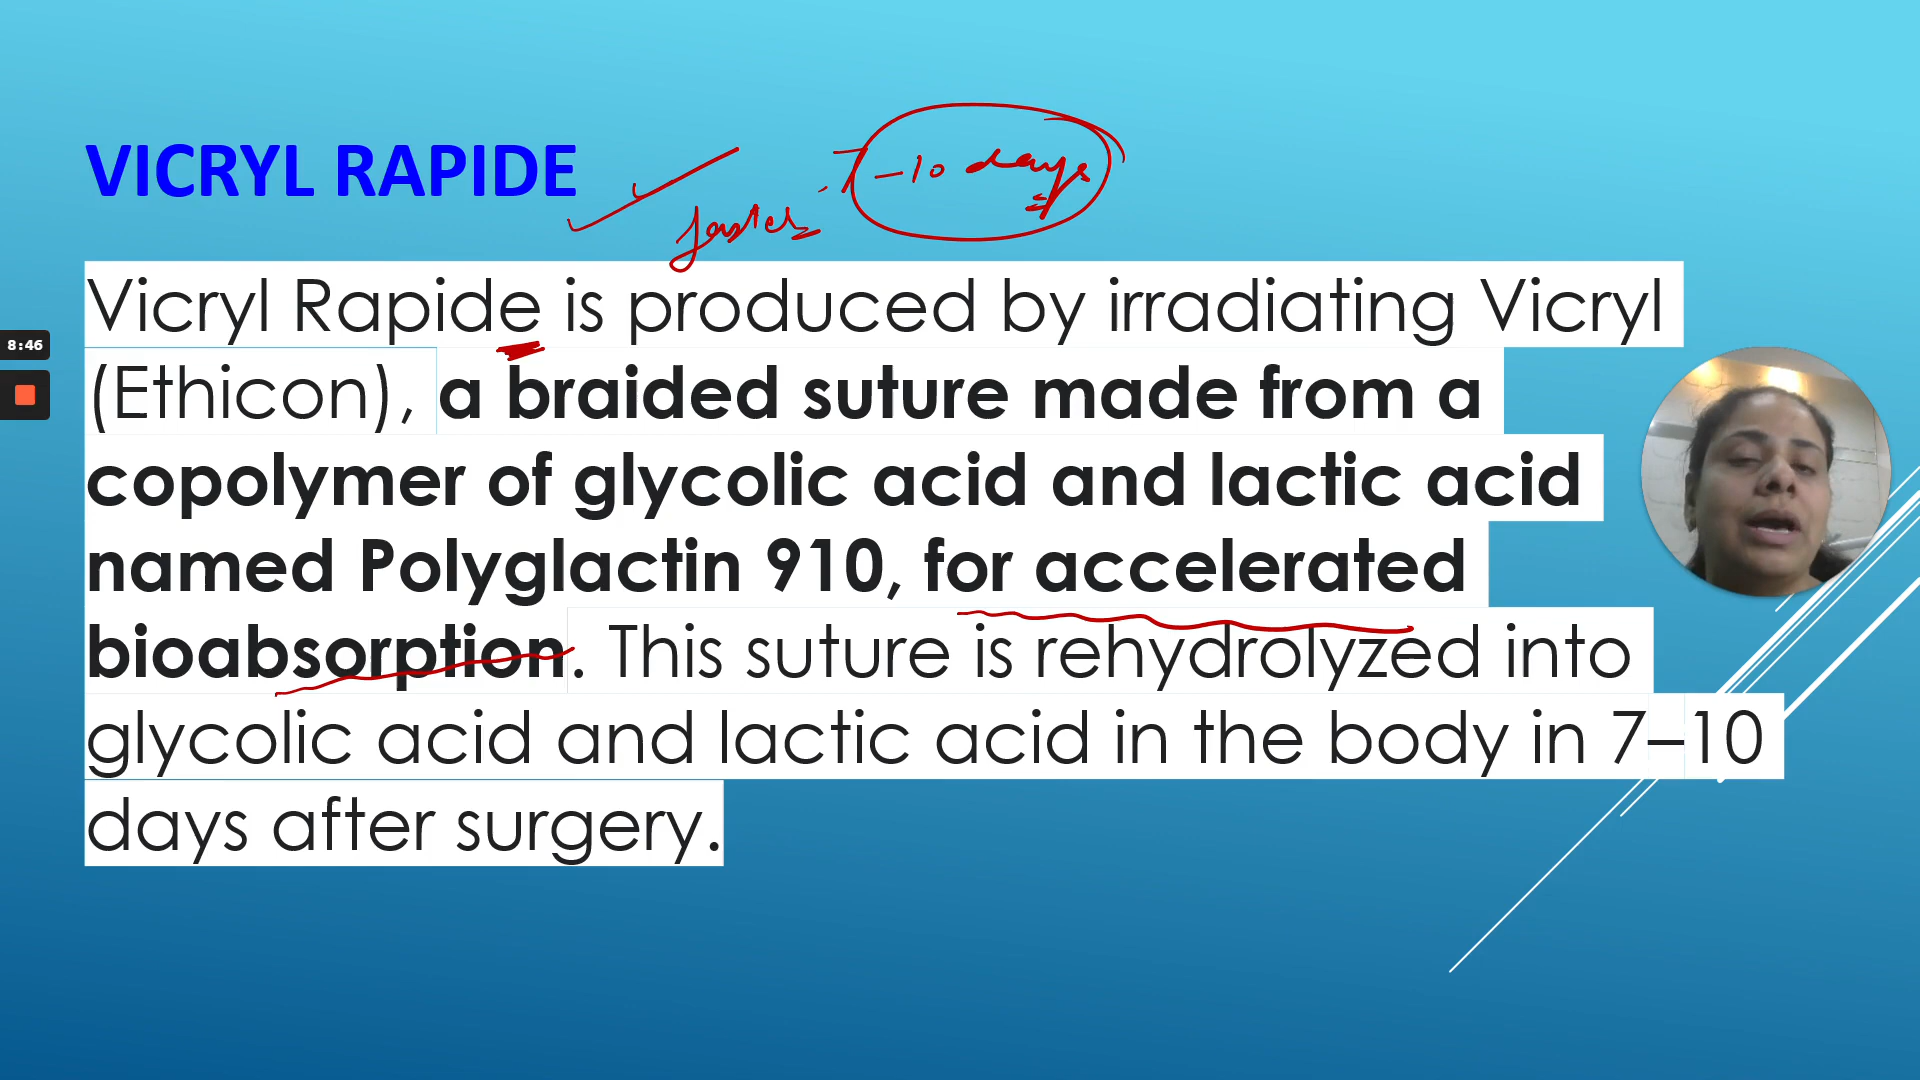 VICRYL RAPIDE
faster
7-10 days
Vicryl Rapide is produced by irradiating Vicryl
(Ethicon), a braided suture made from a
copolymer of glycolic acid and lactic acid
named Polyglactin 910, for accelerated
bioabsorption. This suture is rehydrolyzed into
glycolic acid and lactic acid in the body in 7–10
days after surgery.
8:46